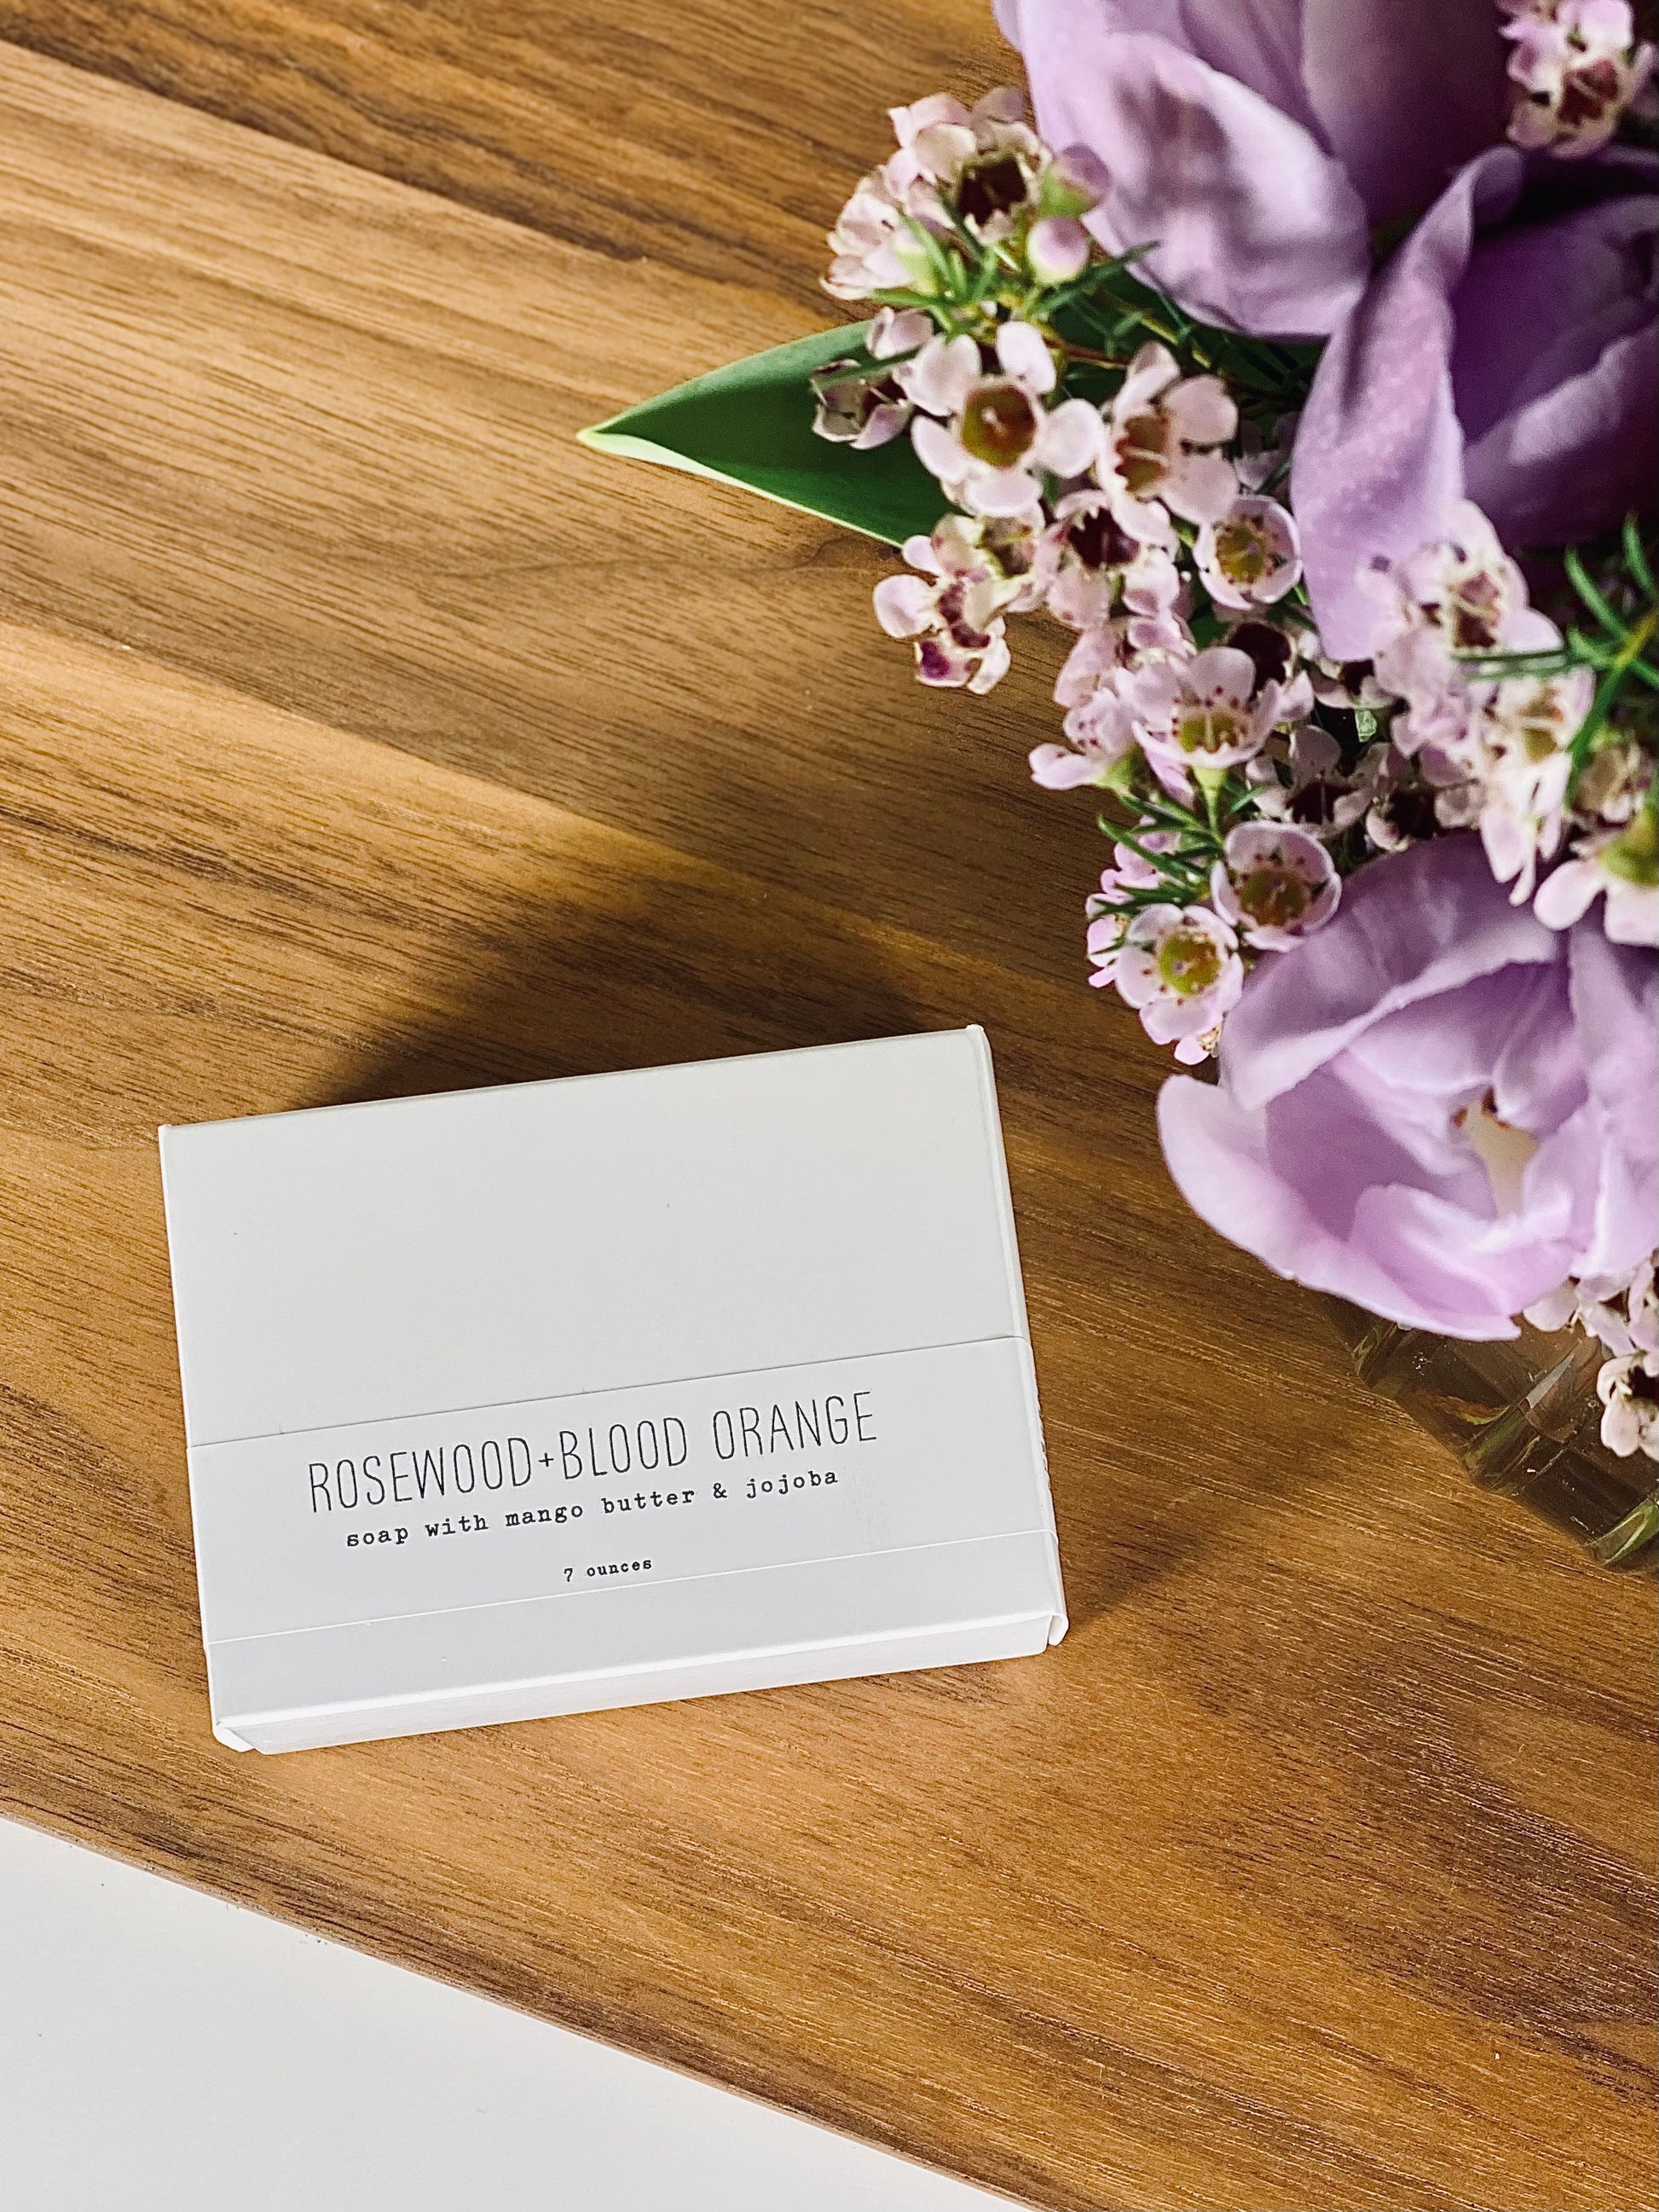 ROSEWOOD+BLOOD ORANGE
soap with mango butter & jojoba
7 ounces